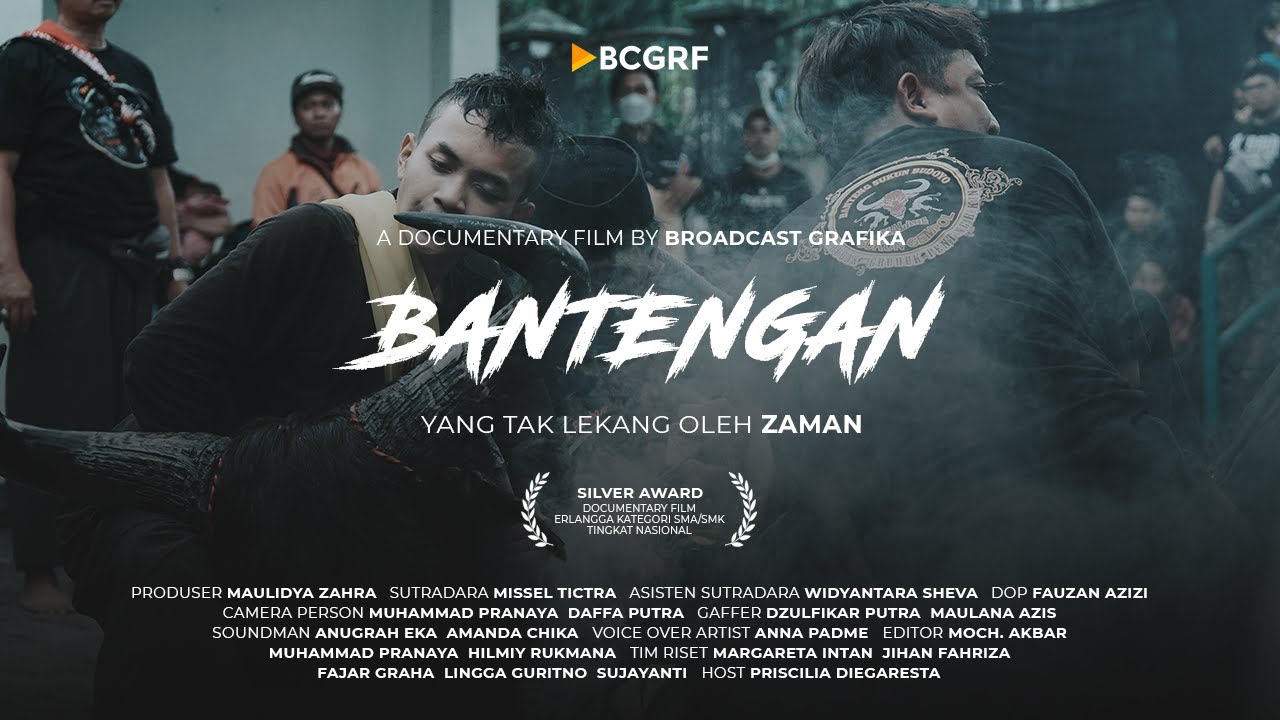 BCGRF
A DOCUMENTARY FILM BY BROADCAST GRAFIKA
BANTENGAN
YANG TAK LEKANG OLEH ZAMAN
SILVER AWARD
DOCUMENTARY FILM
ERLANGGA KATEGORI SMA/SMK
TINGKAT NASIONAL
PRODUSER MAULIDYA ZAHRA SUTRADARA MISSEL TICTRA ASISTEN SUTRADARA WIDYANTARA SHEVA DOP FAUZAN AZIZI
CAMERA PERSON MUHAMMAD PRANAYA DAFFA PUTRA GAFFER DZULFIKAR PUTRA MAULANA AZIS
SOUNDMAN ANUGRAH EKA AMANDA CHIKA VOICE OVER ARTIST ANNA PADME EDITOR MOCH. AKBAR
MUHAMMAD PRANAYA HILMIY RUKMANA TIM RISET MARGARETA INTAN JIHAN FAHRIZA
FAJAR GRAHA LINGGA GURITNO SUJAYANTI HOST PRISCILIA DIEGARESTA
BANTENG SUKUN BUDOYO